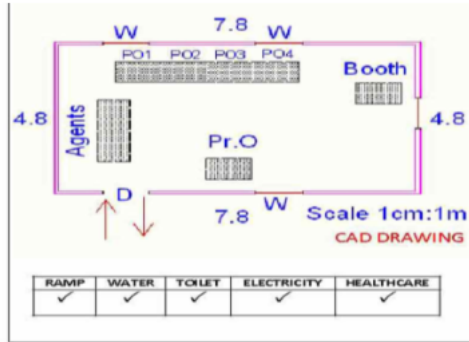 W 7.8 W
PO1 PO2 PO3 PO4
Booth
4.8 Agents 4.8
Pr.O
D
7.8 W Scale 1cm:1m
CAD DRAWING
RAMP WATER TOILET ELECTRICITY HEALTHCARE
✓ ✓ ✓ ✓ ✓